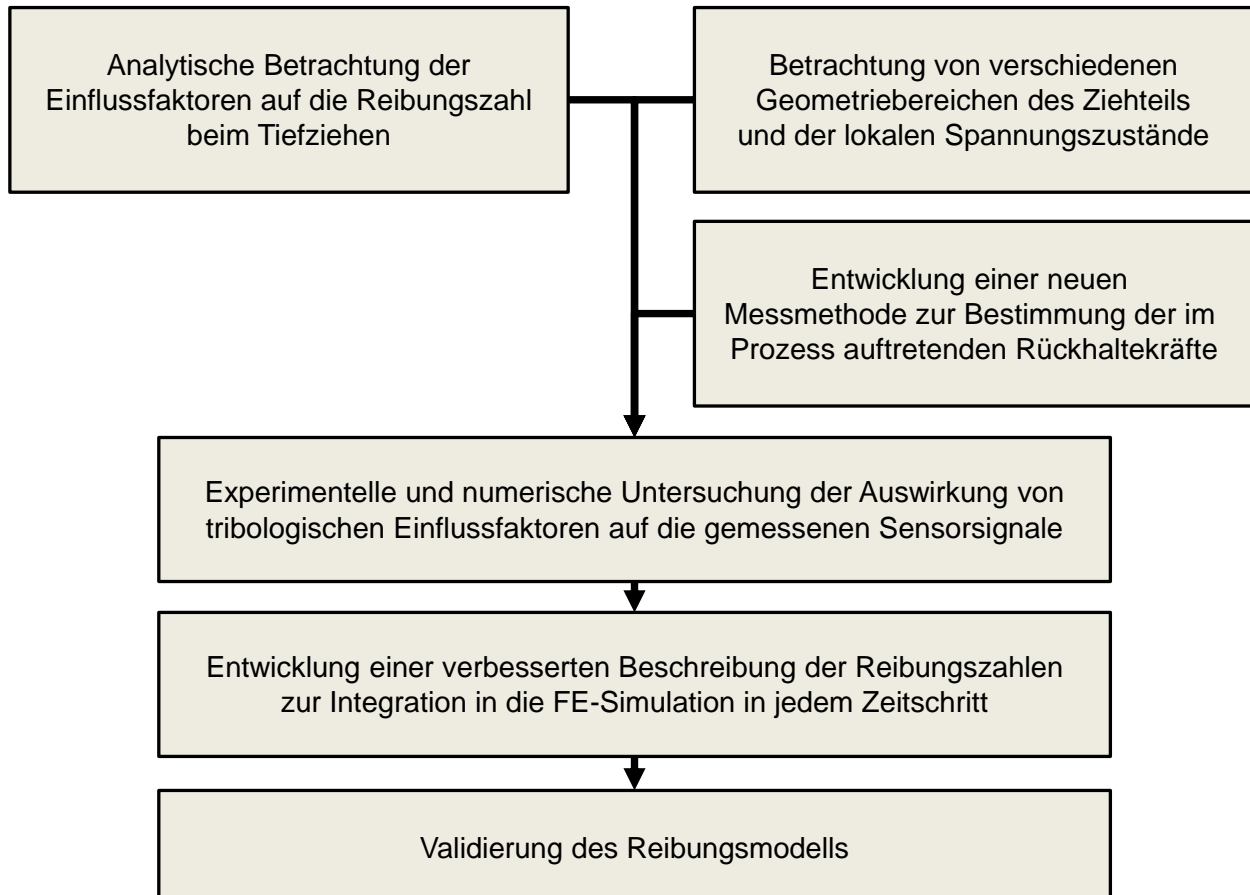 Analytische Betrachtung der
Einflussfaktoren auf die Reibungszahl
beim Tiefziehen
Betrachtung von verschiedenen
Geometriebereichen des Ziehteils
und der lokalen Spannungszustände
Entwicklung einer neuen
Messmethode zur Bestimmung der im
Prozess auftretenden Rückhaltekräfte
Experimentelle und numerische Untersuchung der Auswirkung von
tribologischen Einflussfaktoren auf die gemessenen Sensorsignale
Entwicklung einer verbesserten Beschreibung der Reibungszahlen
zur Integration in die FE-Simulation in jedem Zeitschritt
Validierung des Reibungsmodells